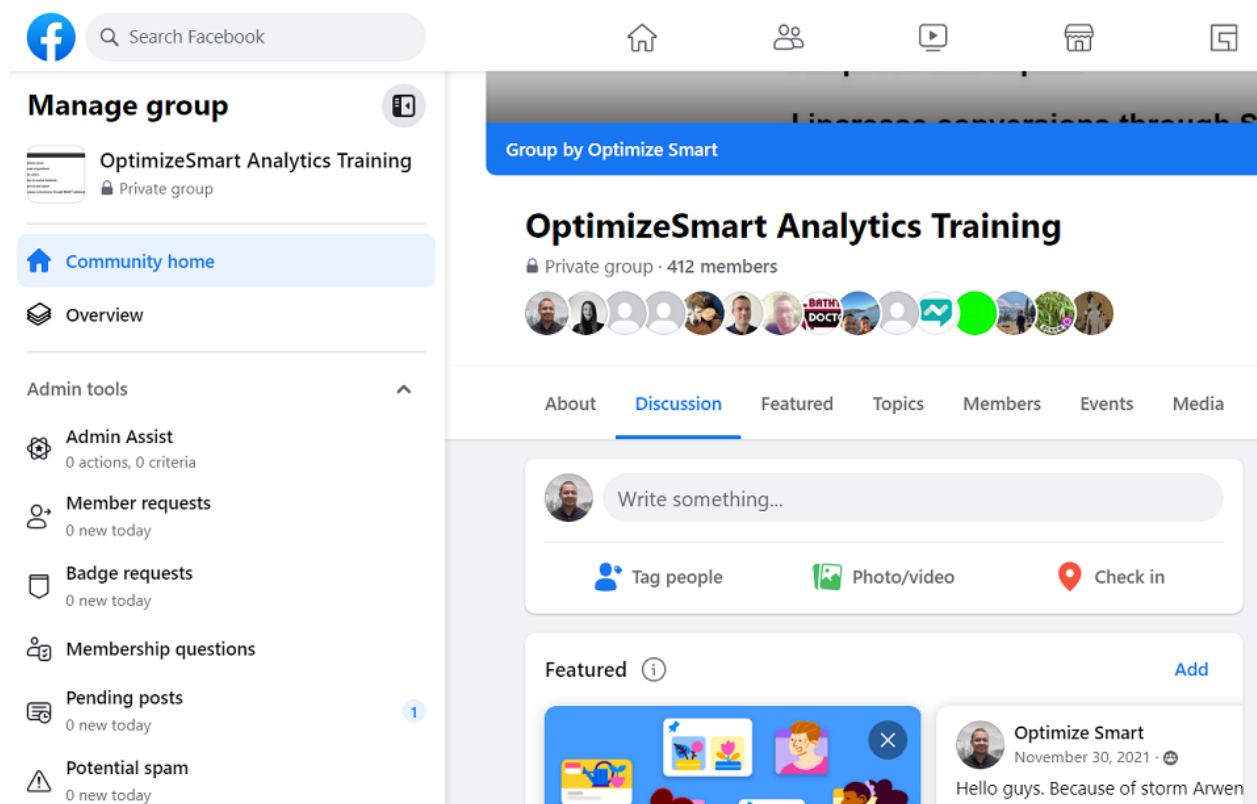 Search Facebook
Manage group
OptimizeSmart Analytics Training
Private group
Community home
Overview
Admin tools
Admin Assist
0 actions, 0 criteria
Member requests
0 new today
Badge requests
0 new today
Membership questions
Pending posts
0 new today
1
Potential spam
0 new today
Group by Optimize Smart
OptimizeSmart Analytics Training
Private group · 412 members
About Discussion Featured Topics Members Events Media
Write something...
Tag people Photo/video Check in
Featured Add
Optimize Smart
November 30, 2021 ·
Hello guys. Because of storm Arwen